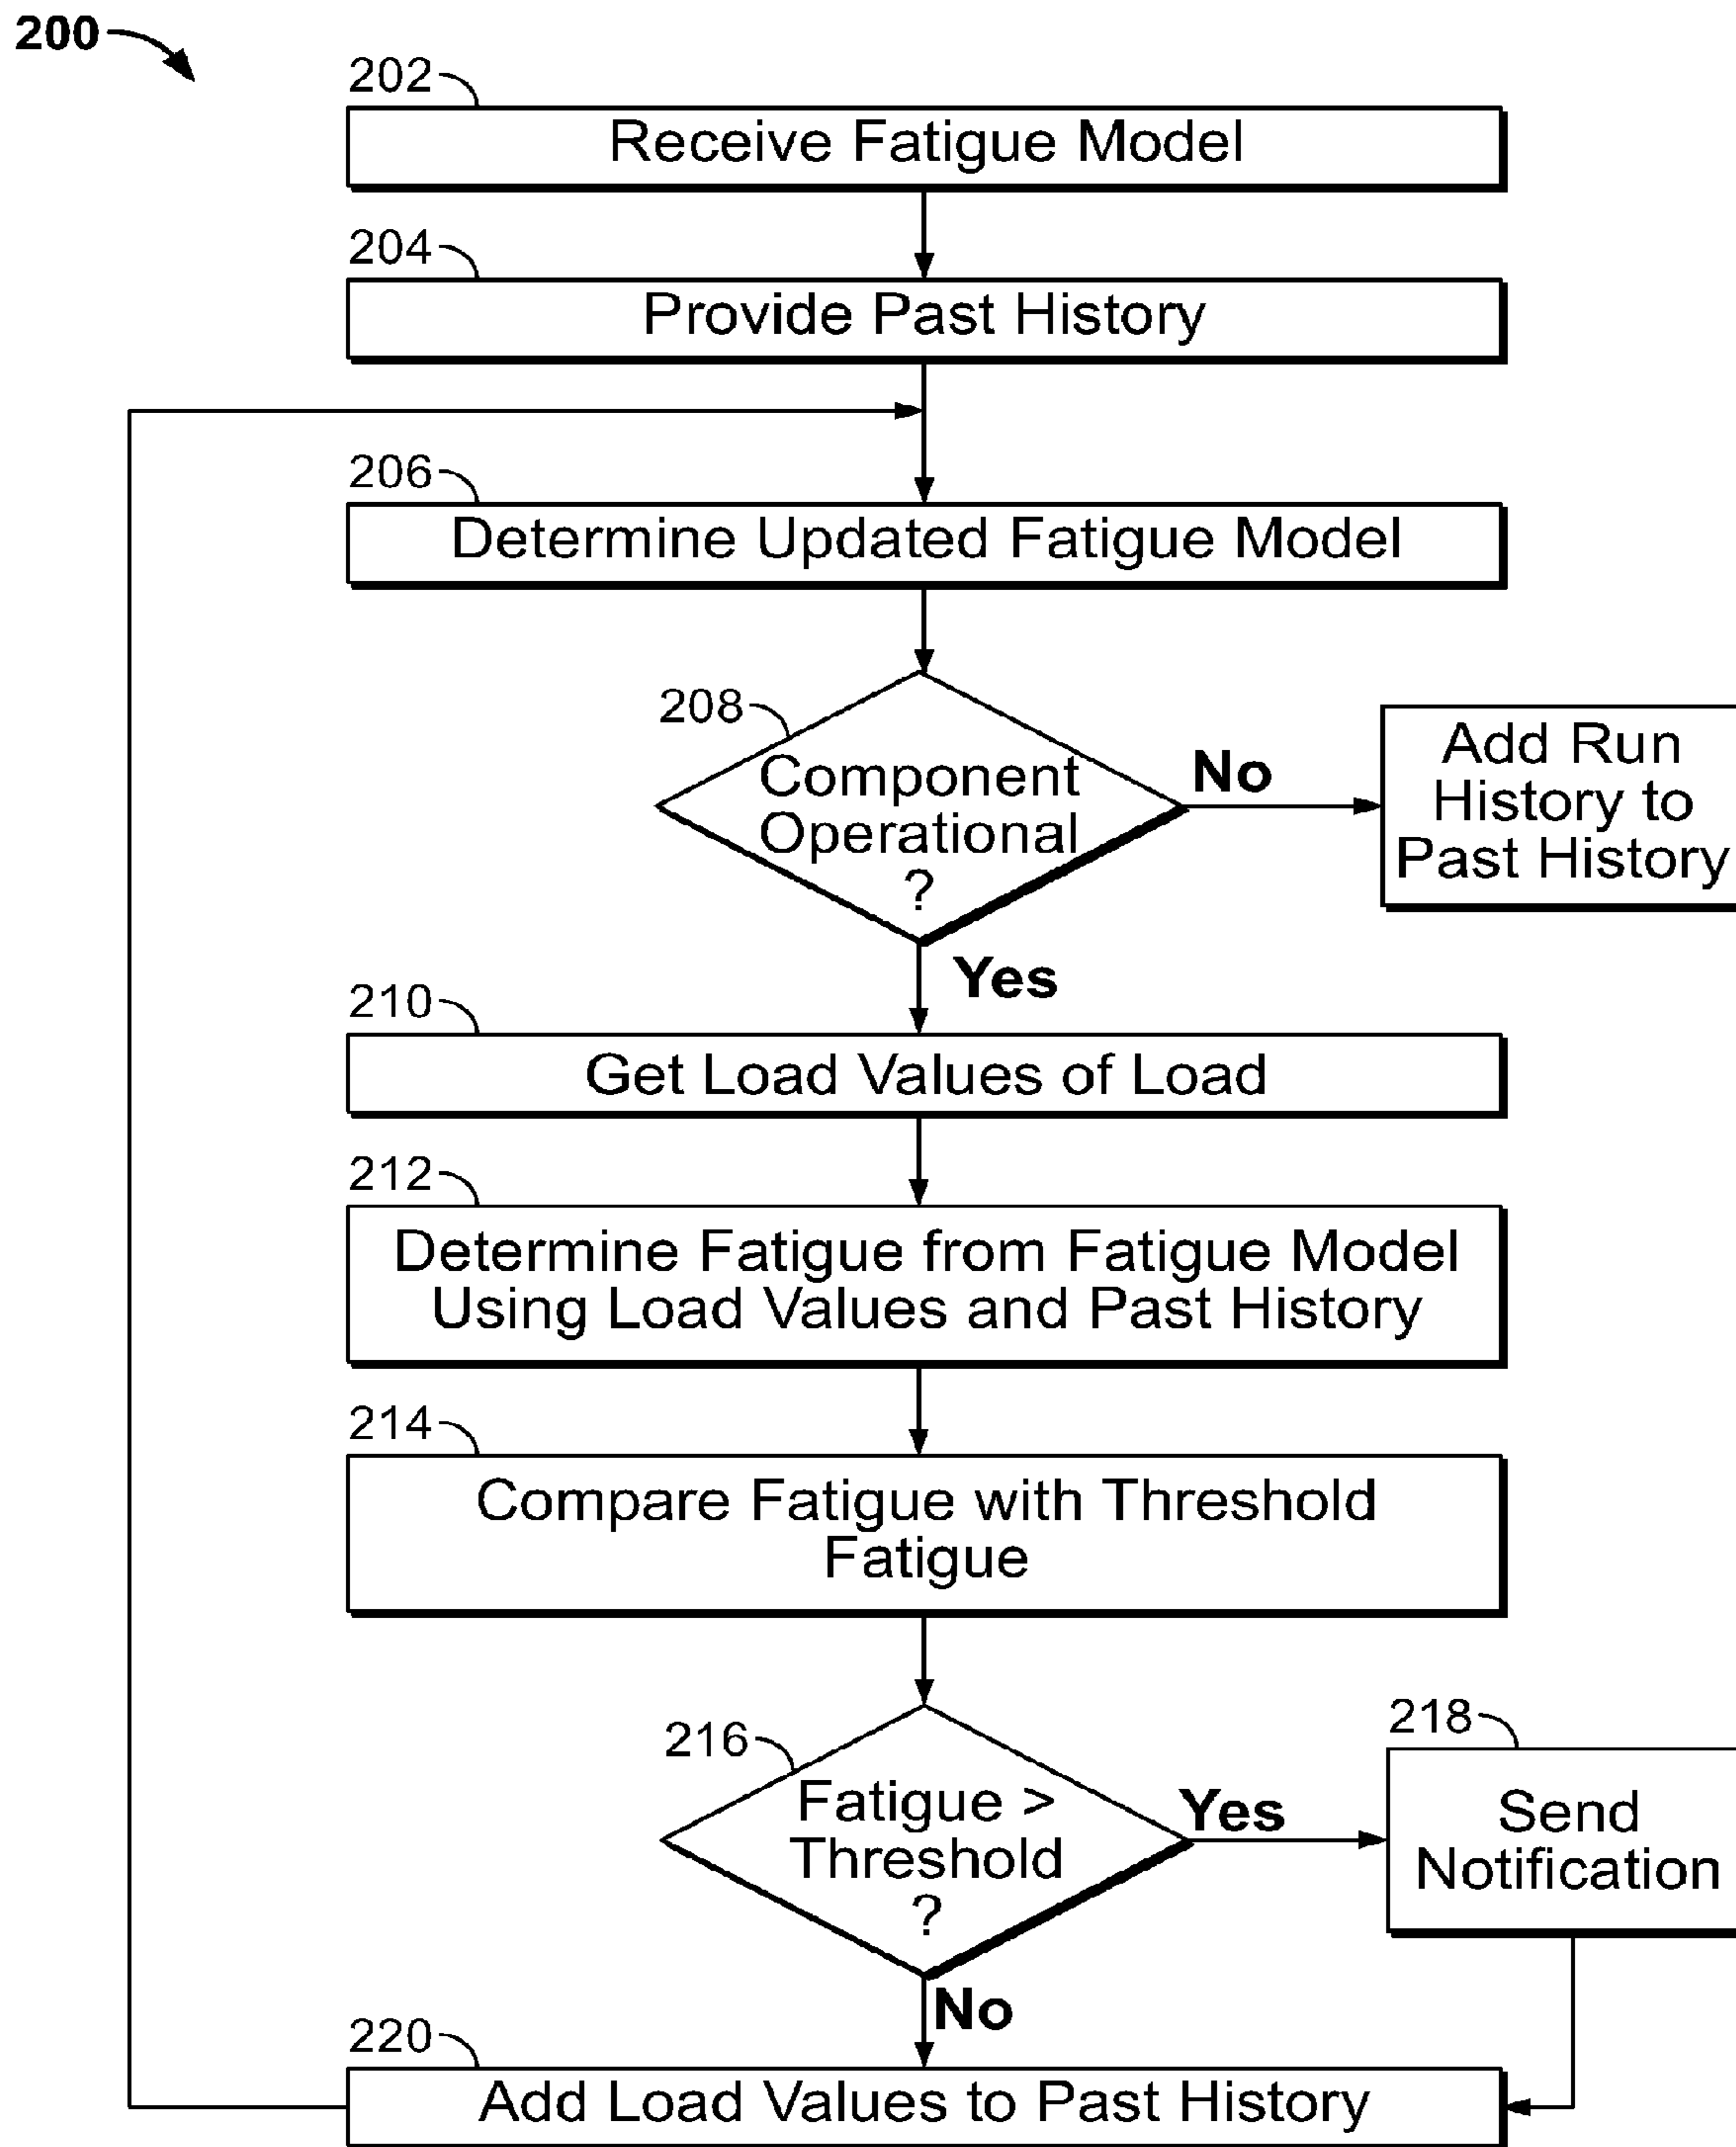 200
202
Receive Fatigue Model
204
Provide Past History
206
Determine Updated Fatigue Model
208
Component
Operational
?
No
Add Run
History to
Past History
Yes
210
Get Load Values of Load
212
Determine Fatigue from Fatigue Model
Using Load Values and Past History
214
Compare Fatigue with Threshold
Fatigue
216
Fatigue >
Threshold
?
Yes
218
Send
Notification
No
220
Add Load Values to Past History